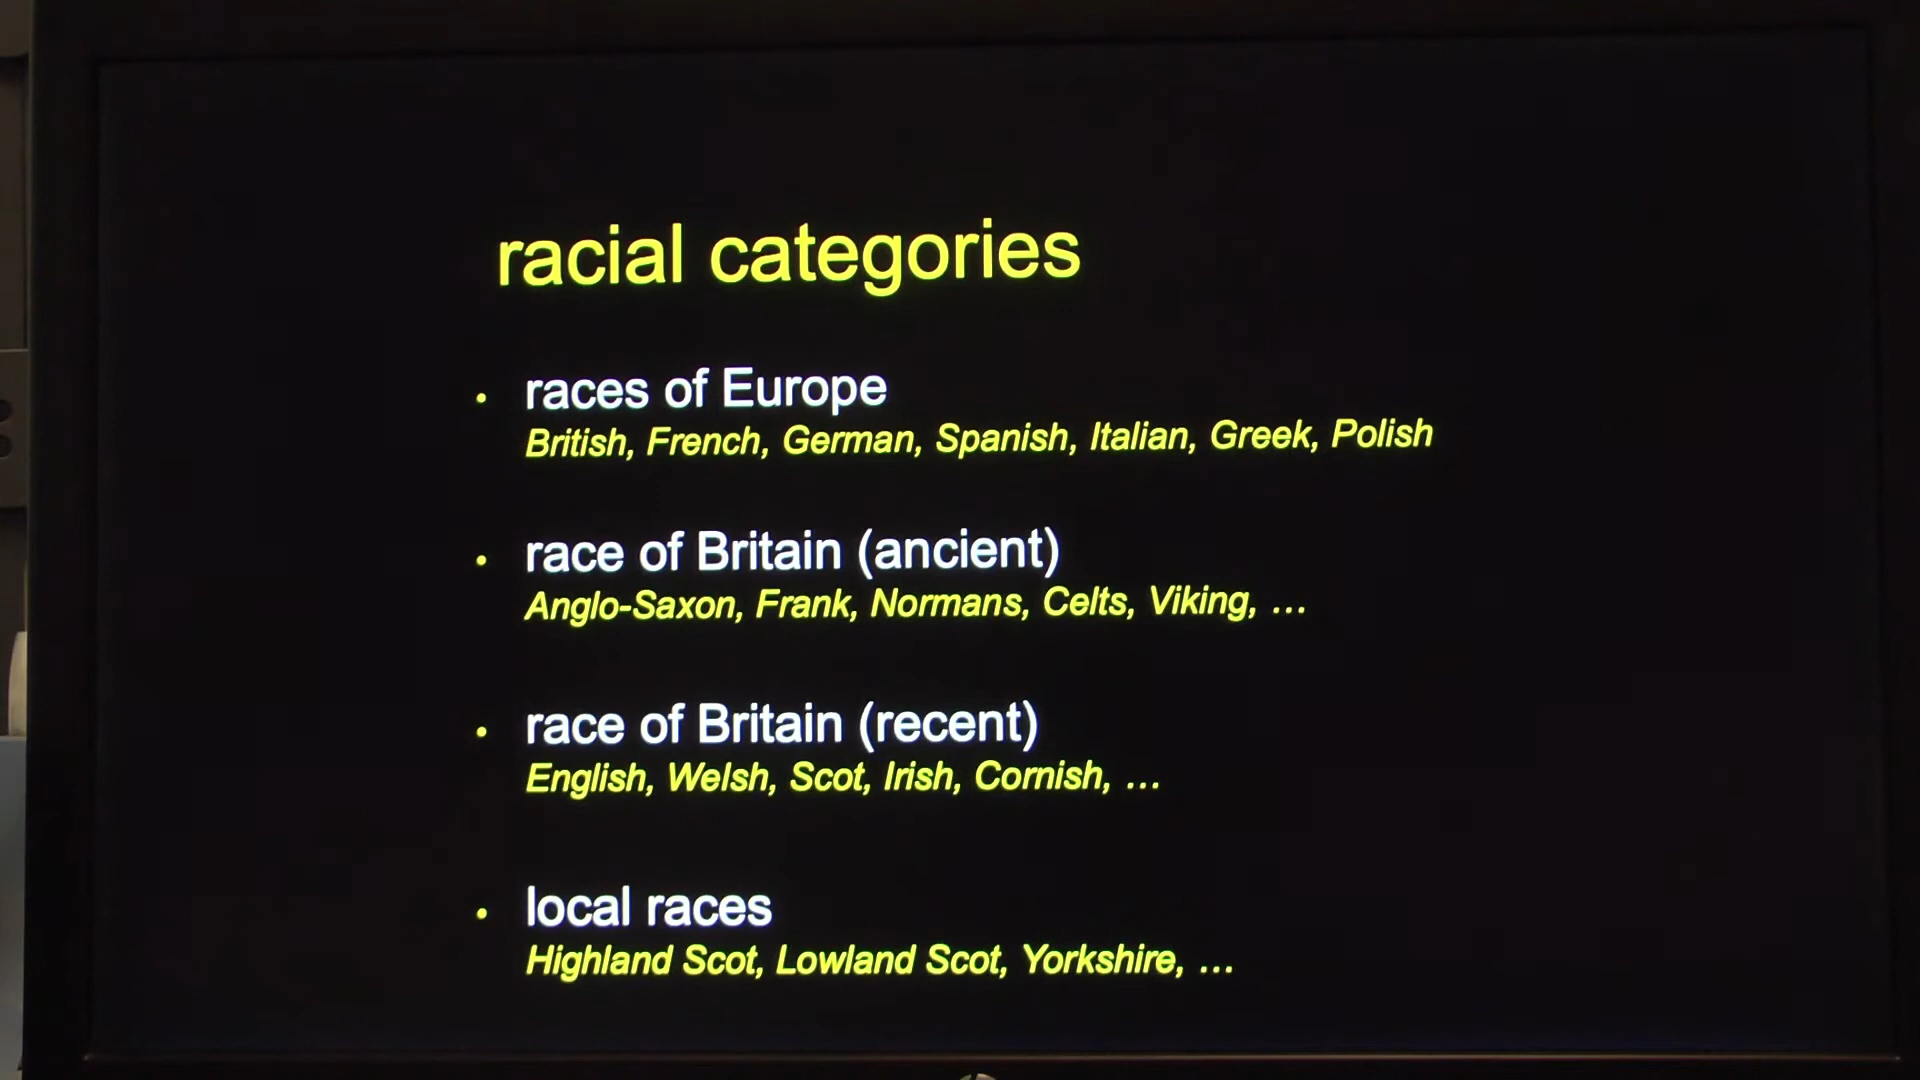 racial categories
• races of Europe
British, French, German, Spanish, Italian, Greek, Polish
• race of Britain (ancient)
Anglo-Saxon, Frank, Normans, Celts, Viking, …
• race of Britain (recent)
English, Welsh, Scot, Irish, Cornish, …
• local races
Highland Scot, Lowland Scot, Yorkshire, …